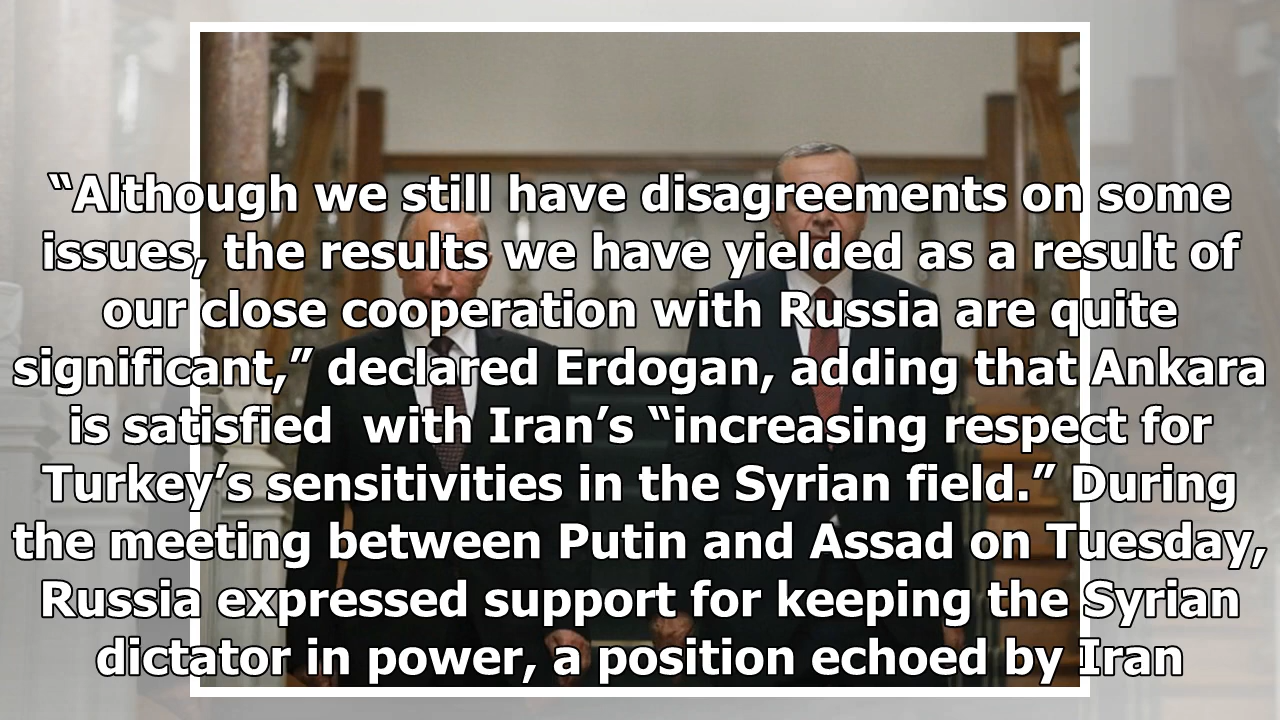 “Although we still have disagreements on some
issues, the results we have yielded as a result of
our close cooperation with Russia are quite
significant,” declared Erdogan, adding that Ankara
is satisfied  with Iran’s “increasing respect for
Turkey’s sensitivities in the Syrian field.” During
the meeting between Putin and Assad on Tuesday,
Russia expressed support for keeping the Syrian
dictator in power, a position echoed by Iran